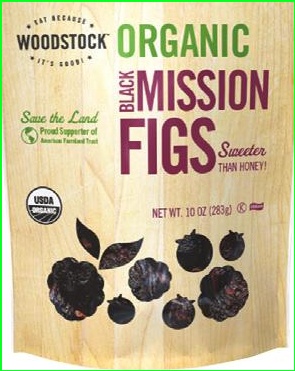 EAT BECAUSE
WOODSTOCK
IT'S GOOD!
ORGANIC
BLACK
MISSION
FIGS
Sweeter
THAN HONEY!
Save the Land
Proud Supporter of
American Farmland Trust
USDA
ORGANIC
NET WT. 10 OZ (283g) K